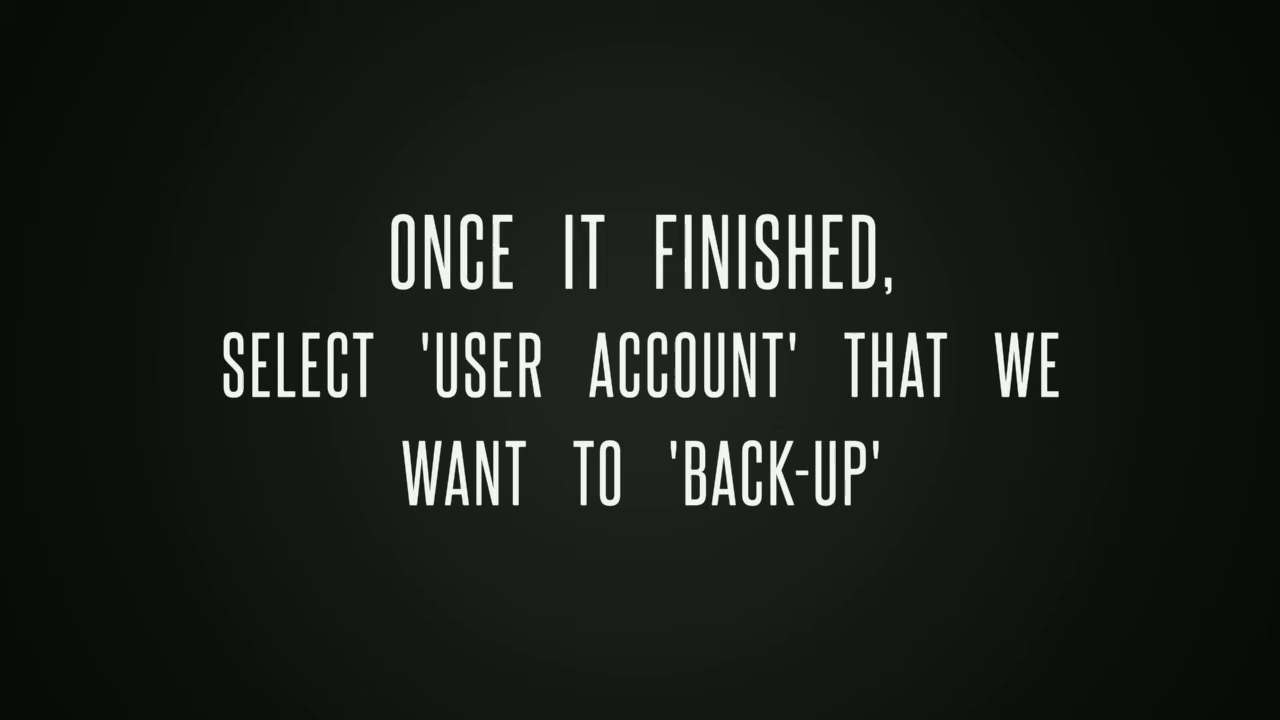 ONCE IT FINISHED,
SELECT 'USER ACCOUNT' THAT WE
WANT TO 'BACK-UP'